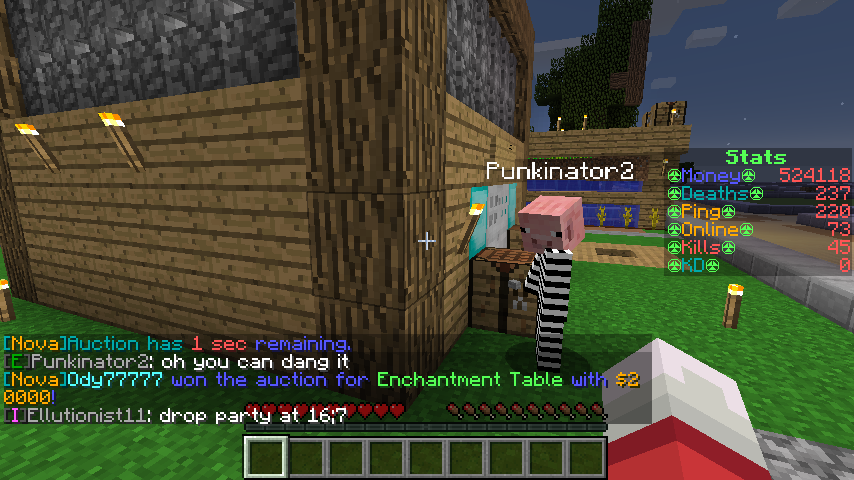 Punkinator2
Stats
Money 524118
Deaths 237
Ping 220
Online 73
Kills 45
KD 0
[Nova]Auction has 1 sec remaining.
[E]Punkinator2: oh you can dang it
[Nova]Ody77777 won the auction for Enchantment Table with $2
0000!
[I]Ellutionist11: drop party at 16;7